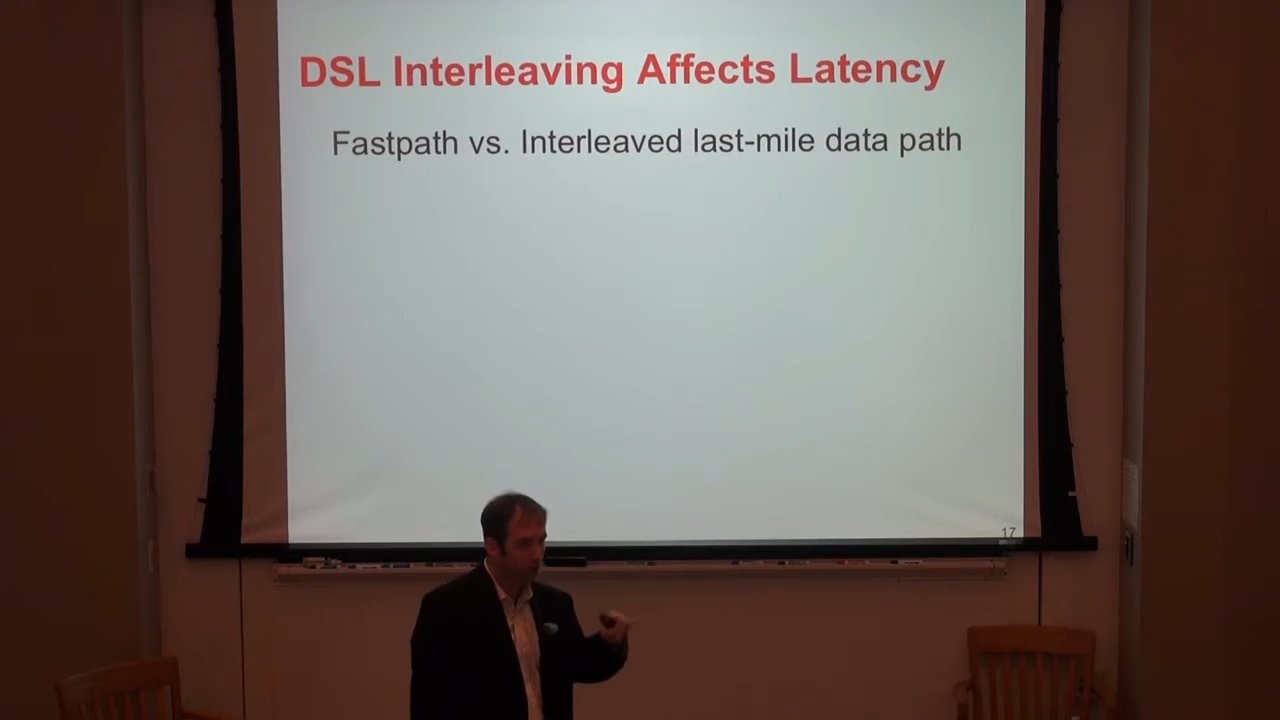 DSL Interleaving Affects Latency
Fastpath vs. Interleaved last-mile data path
17